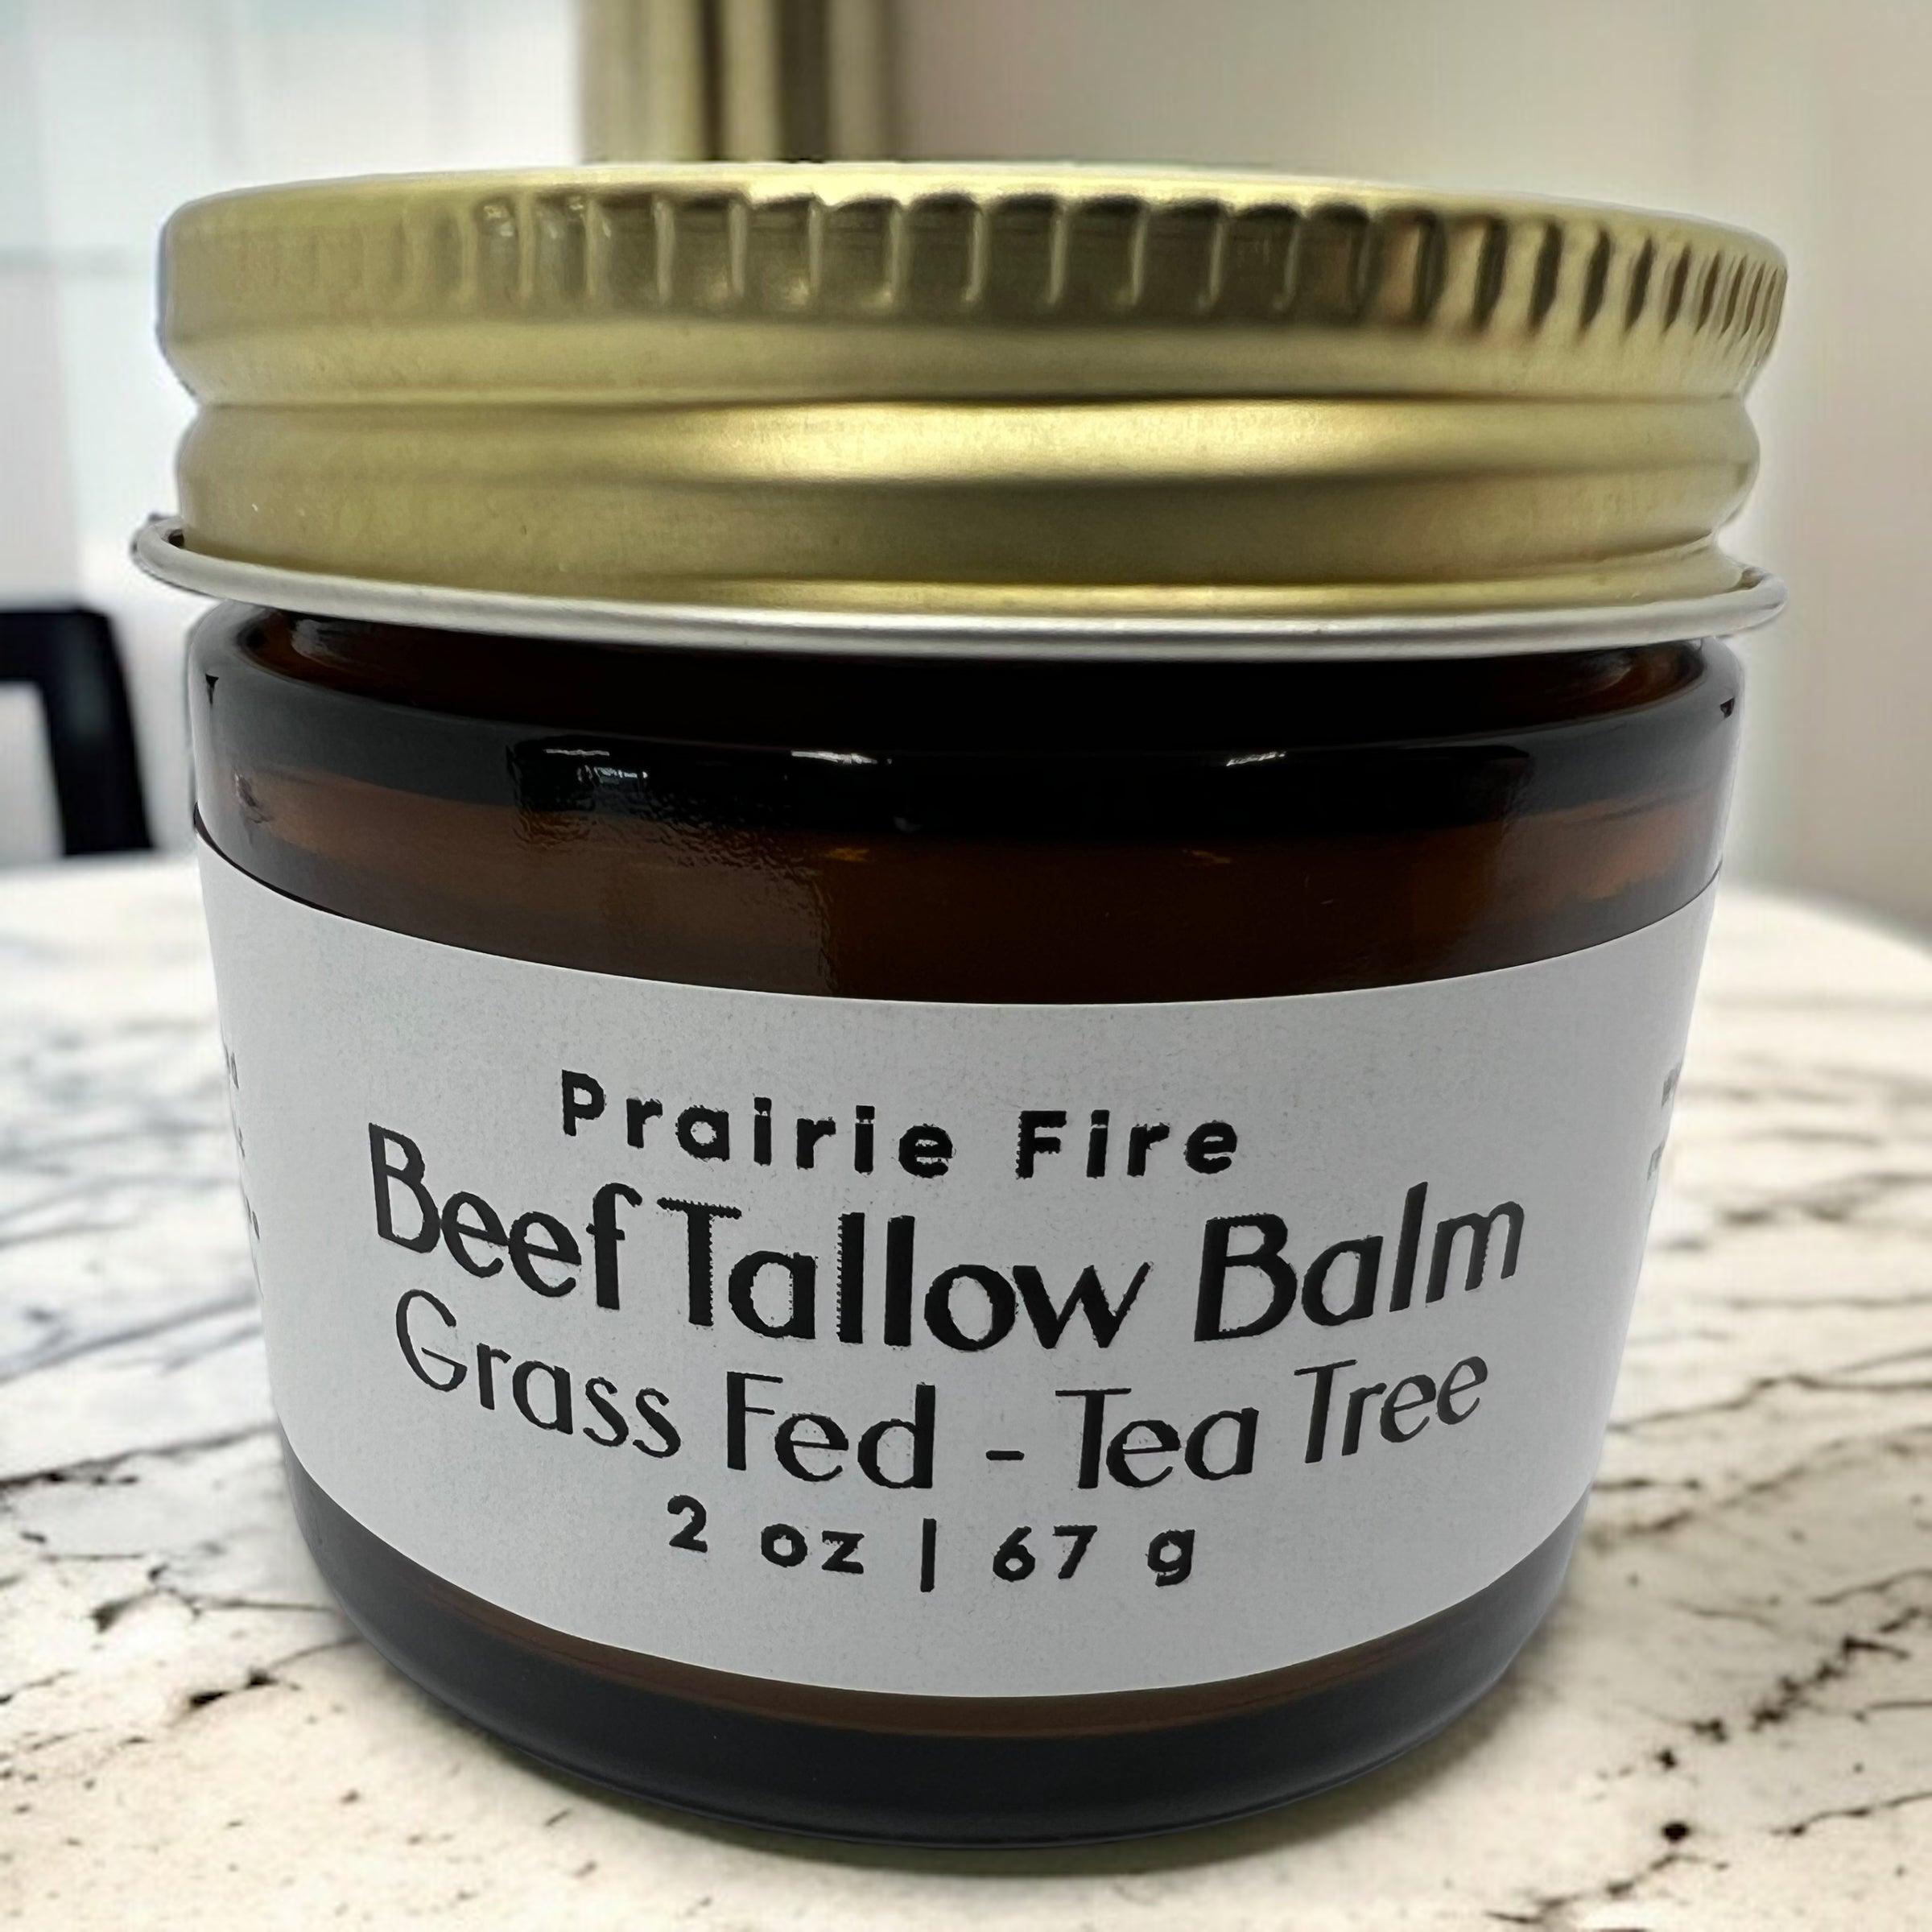 Prairie Fire
Beef Tallow Balm
Grass Fed - Tea Tree
2 oz | 67 g